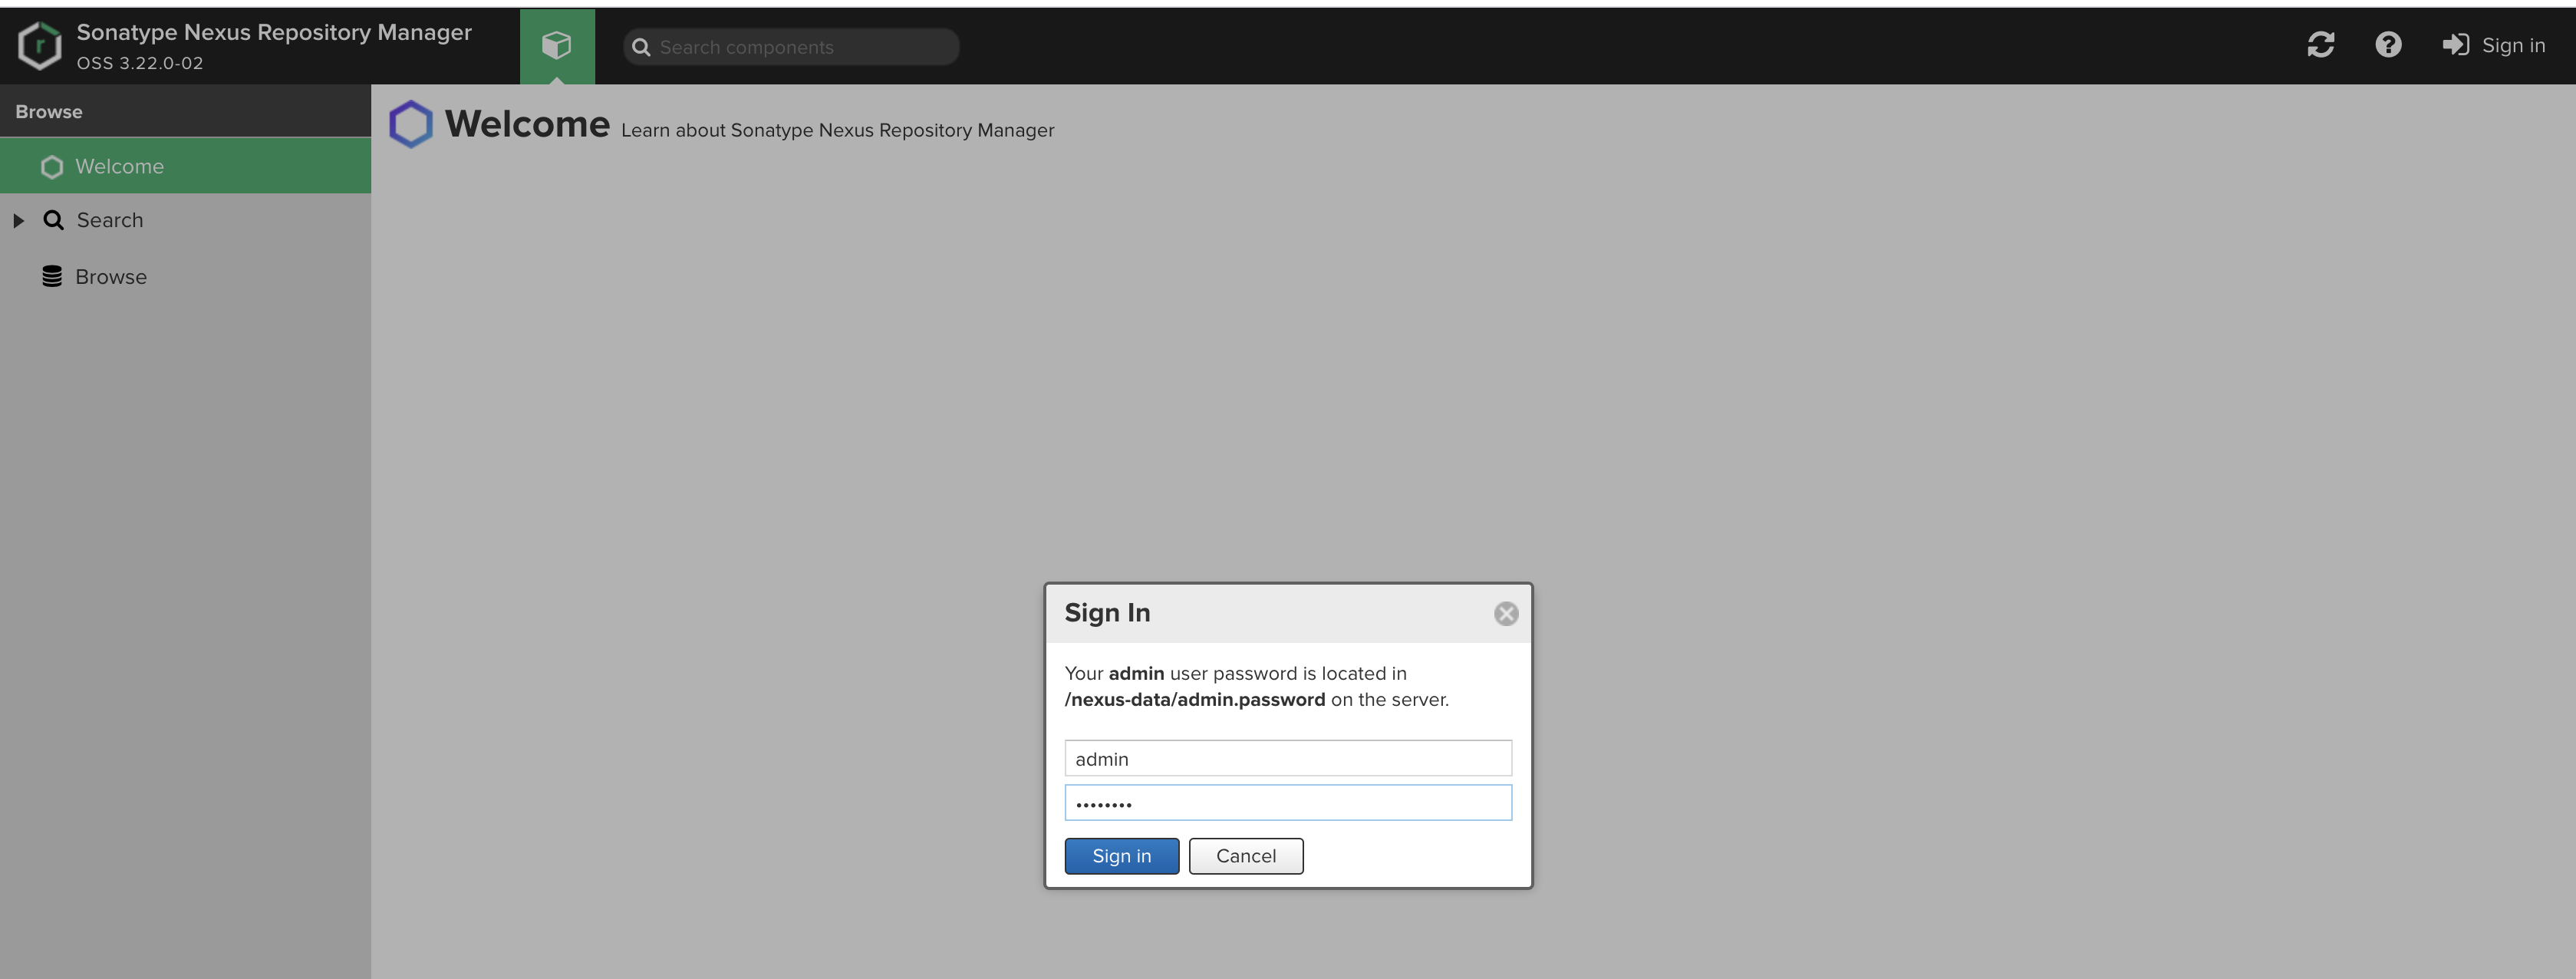 Sonatype Nexus Repository Manager
OSS 3.22.0-02
Search components
Sign in
Browse
Welcome
Search
Browse
Welcome Learn about Sonatype Nexus Repository Manager
Sign In
Your admin user password is located in
/nexus-data/admin.password on the server.
admin
••••••••
Sign in
Cancel